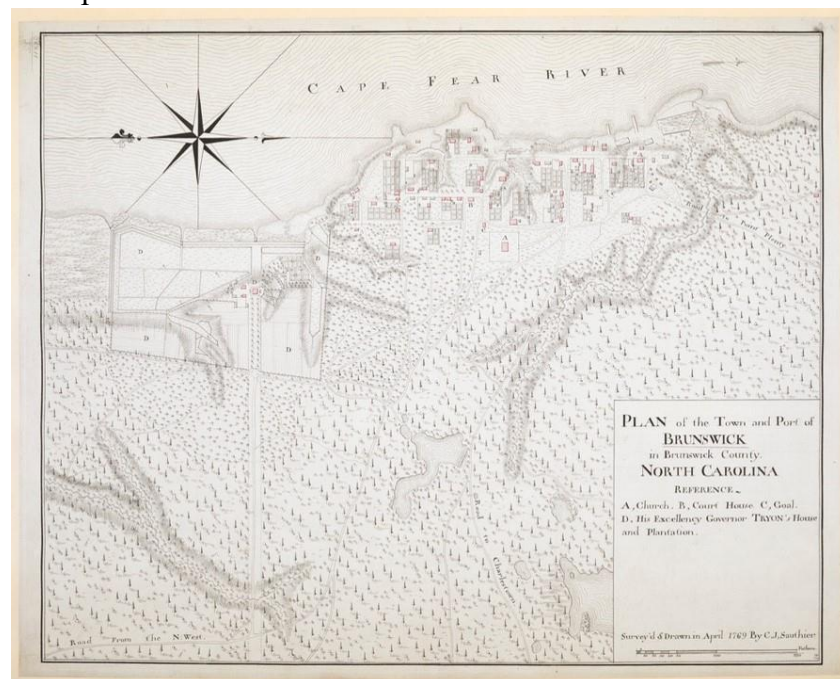 CAPE FEAR RIVER
D
D
D
D
D
A
B
Road
Road From the N. West.
Road to Charlestown
PLAN of the Town and Port of
BRUNSWICK
in Brunswick County.
NORTH CAROLINA
REFERENCE.
A, Church. B, Court House C, Goal.
D, His Excellency Governor TRYON's House
and Plantation.
Survey'd & Drawn in April 1769 By C.J. Sauthier